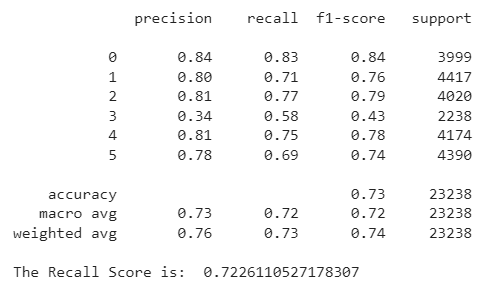 precision recall f1-score support
0 0.84 0.83 0.84 3999
1 0.80 0.71 0.76 4417
2 0.81 0.77 0.79 4020
3 0.34 0.58 0.43 2238
4 0.81 0.75 0.78 4174
5 0.78 0.69 0.74 4390
accuracy 0.73 23238
macro avg 0.73 0.72 0.72 23238
weighted avg 0.76 0.73 0.74 23238
The Recall Score is: 0.7226110527178307